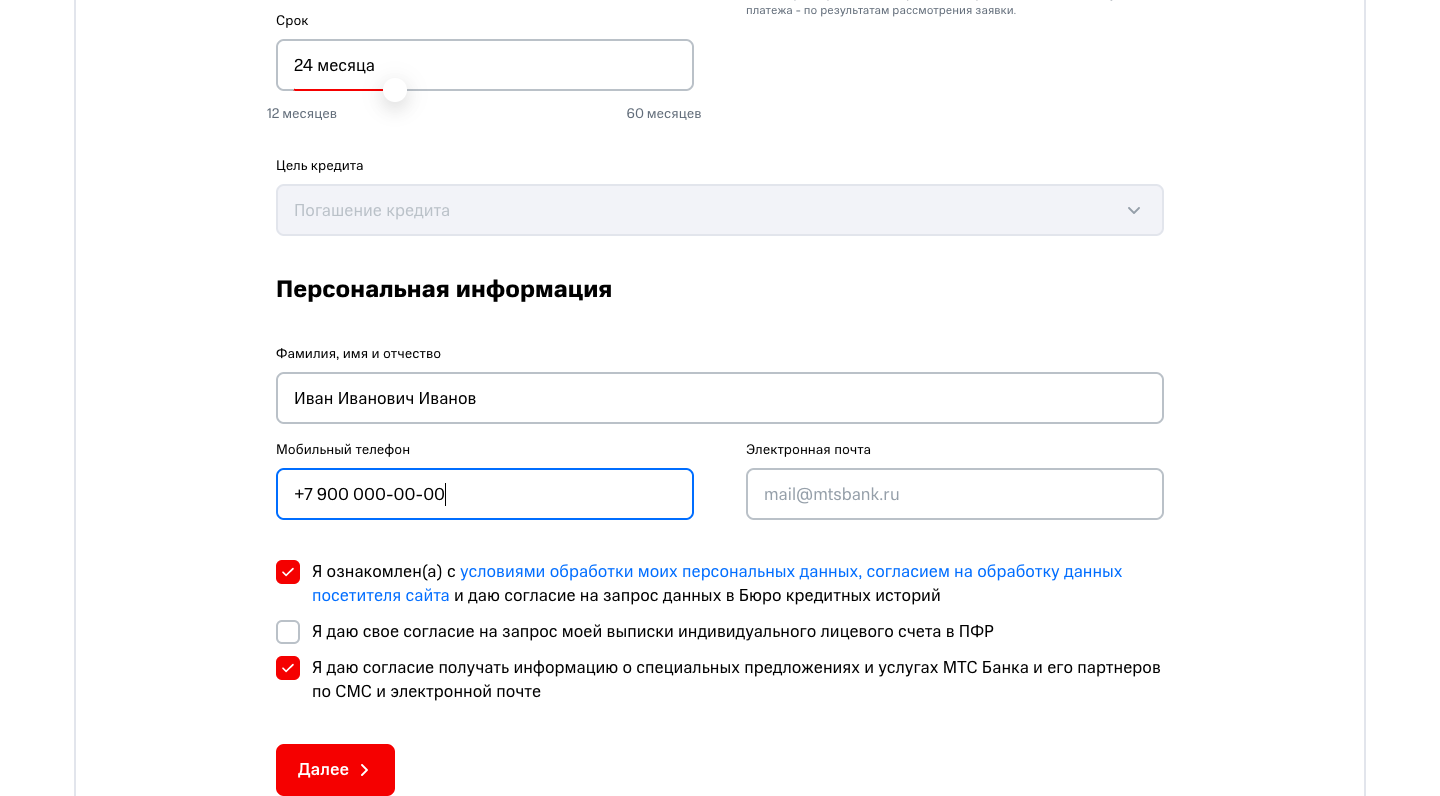 платежа - по результатам рассмотрения заявки.
Срок
24 месяца
12 месяцев
60 месяцев
Цель кредита
Погашение кредита
Персональная информация
Фамилия, имя и отчество
Иван Иванович Иванов
Мобильный телефон
Электронная почта
+7 900 000-00-00
mail@mtsbank.ru
Я ознакомлен(а) с условиями обработки моих персональных данных, согласием на обработку данных
посетителя сайта и даю согласие на запрос данных в Бюро кредитных историй
Я даю свое согласие на запрос моей выписки индивидуального лицевого счета в ПФР
Я даю согласие получать информацию о специальных предложениях и услугах МТС Банка и его партнеров
по СМС и электронной почте
Далее